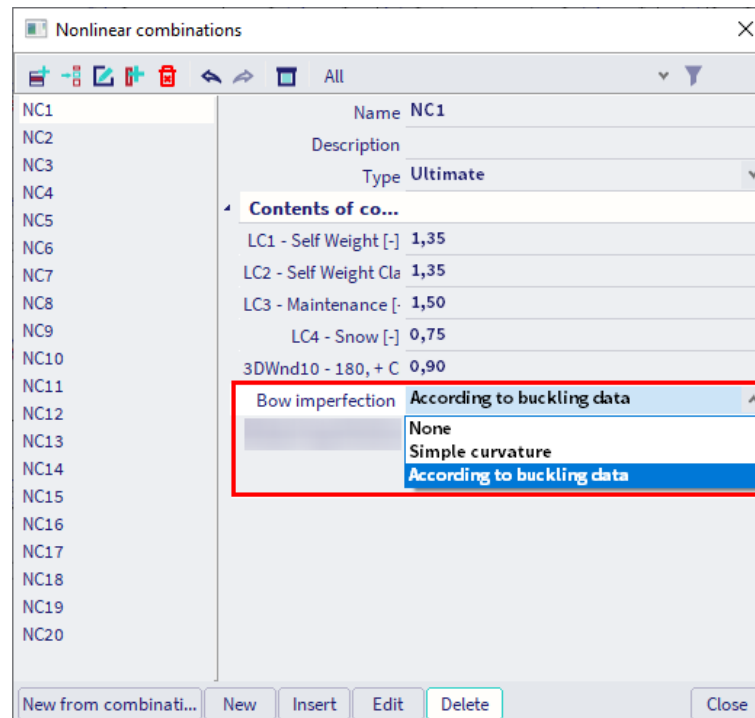 Nonlinear combinations
All
NC1
NC2
NC3
NC4
NC5
NC6
NC7
NC8
NC9
NC10
NC11
NC12
NC13
NC14
NC15
NC16
NC17
NC18
NC19
NC20
Name NC1
Description
Type Ultimate
Contents of co...
LC1 - Self Weight [-] 1,35
LC2 - Self Weight Cla 1,35
LC3 - Maintenance [- 1,50
LC4 - Snow [-] 0,75
3DWnd10 - 180, + C 0,90
Bow imperfection According to buckling data
None
Simple curvature
According to buckling data
New from combinati... New Insert Edit Delete Close